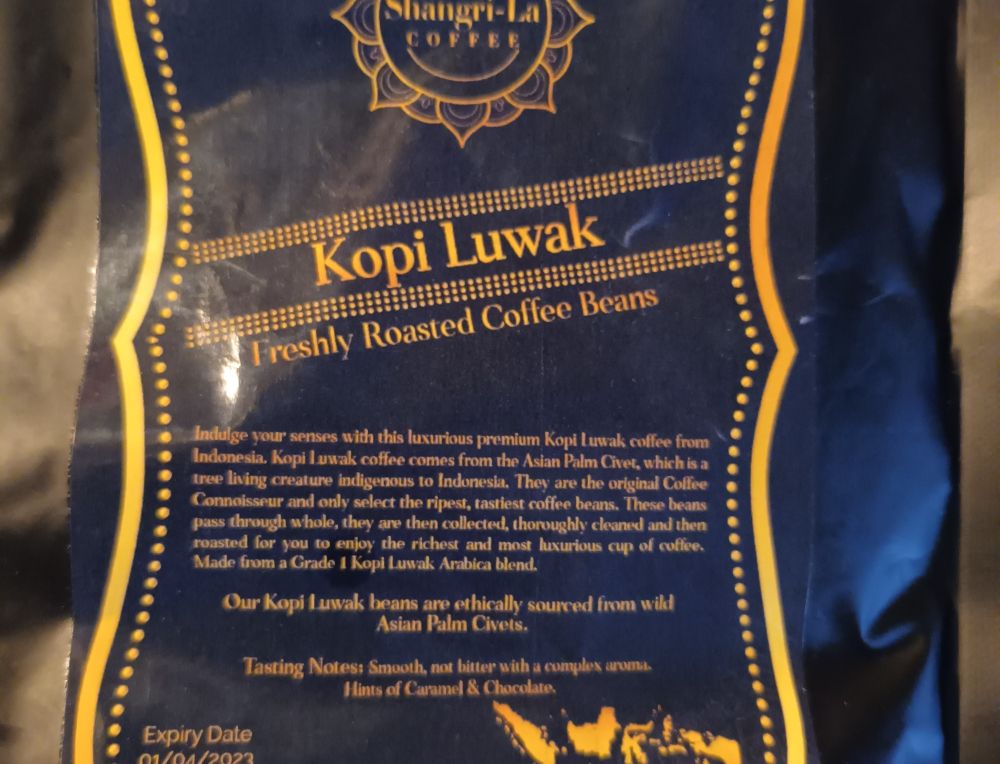 Shangri-La
COFFEE
Kopi Luwak
Freshly Roasted Coffee Beans
Indulge your senses with this luxurious premium Kopi Luwak coffee from
Indonesia. Kopi Luwak coffee comes from the Asian Palm Civet, which is a
tree living creature indigenous to Indonesia. They are the original Coffee
Connoisseur and only select the ripest, tastiest coffee beans. These beans
pass through whole, they are then collected, thoroughly cleaned and then
roasted for you to enjoy the richest and most luxurious cup of coffee.
Made from a Grade 1 Kopi Luwak Arabica blend.
Our Kopi Luwak beans are ethically sourced from wild
Asian Palm Civets.
Tasting Notes: Smooth, not bitter with a complex aroma.
Hints of Caramel & Chocolate.
Expiry Date
01/04/2023